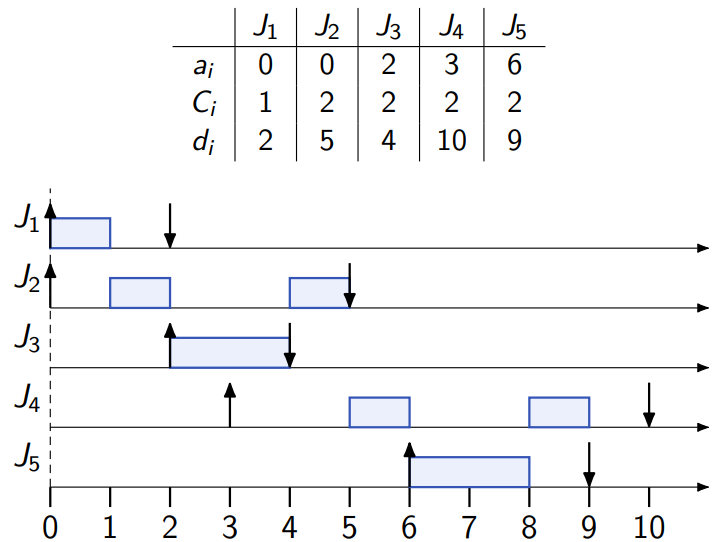 J₁ J₂ J₃ J₄ J₅
aᵢ 0 0 2 3 6
Cᵢ 1 2 2 2 2
dᵢ 2 5 4 10 9
J₁
J₂
J₃
J₄
J₅
0 1 2 3 4 5 6 7 8 9 10